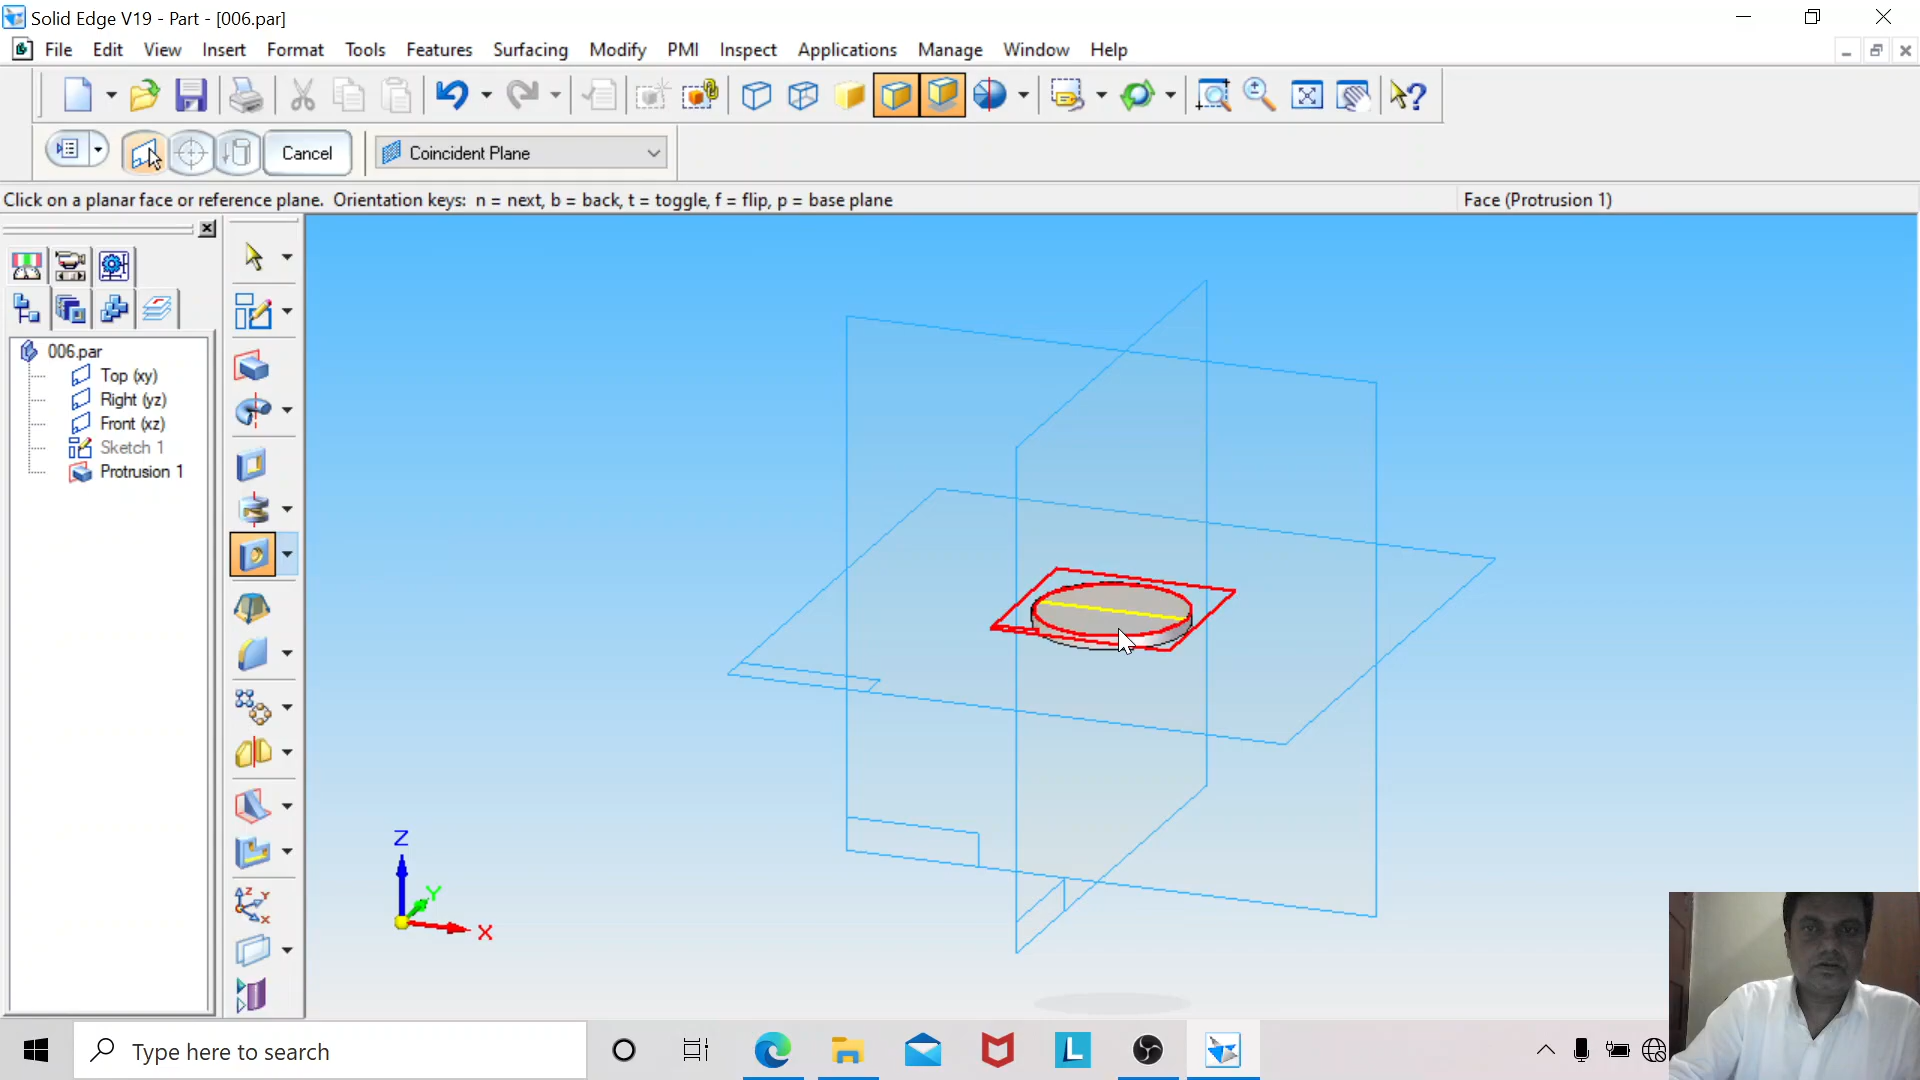 Solid Edge V19 - Part - [006.par]
File Edit View Insert Format Tools Features Surfacing Modify PMI Inspect Applications Manage Window Help
Cancel
Coincident Plane
Click on a planar face or reference plane. Orientation keys: n = next, b = back, t = toggle, f = flip, p = base plane
Face (Protrusion 1)
006.par
Top (xy)
Right (yz)
Front (xz)
Sketch 1
Protrusion 1
Z
Y
X
Type here to search
L